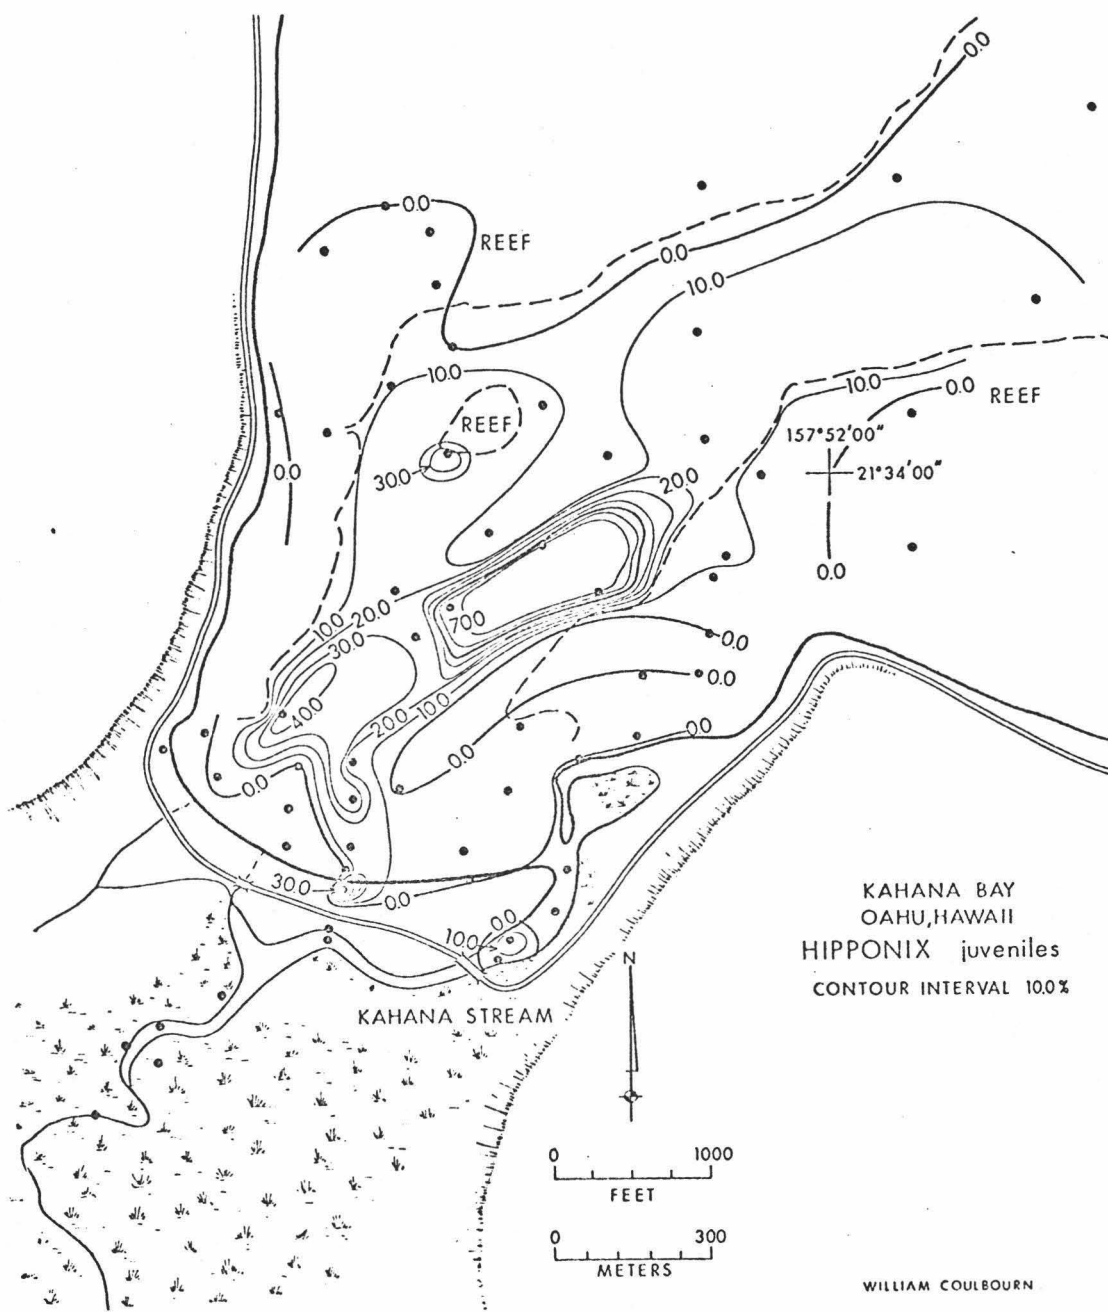 0.0
0.0
REEF
0.0
10.0
10.0
REEF
30.0
10.0
0.0
REEF
157°52'00"
21°34'00"
0.0
20.0
0.0
10.0
20.0
70.0
30.0
0.0
0.0
40.0
20.0
10.0
0.0
0.0
0.0
30.0
0.0
0.0
10.0
KAHANA BAY
OAHU, HAWAII
HIPPONIX juveniles
CONTOUR INTERVAL 10.0%
N
KAHANA STREAM
0 1000
FEET
0 300
METERS
WILLIAM COULBOURN